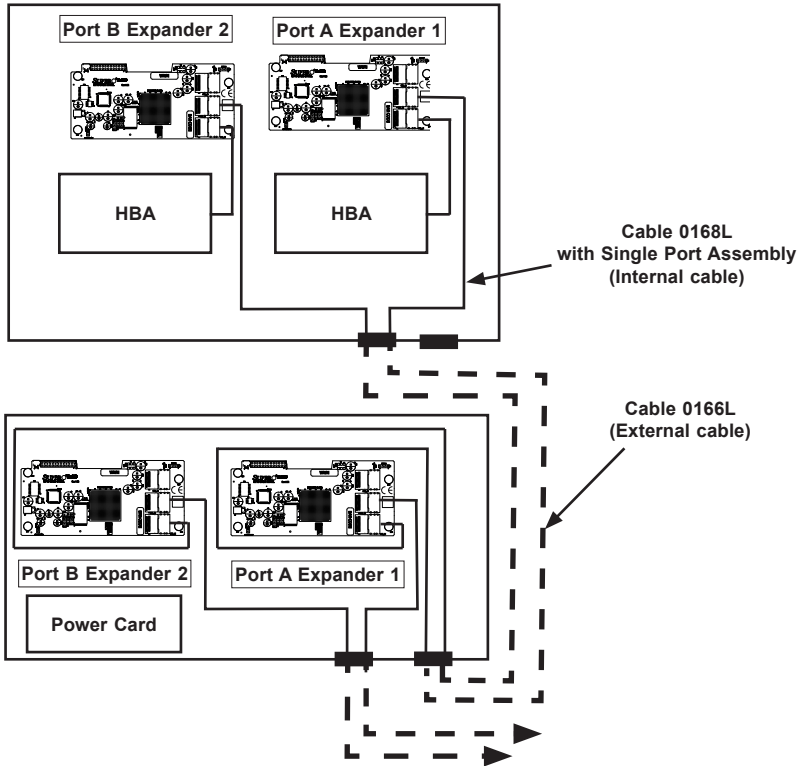 Port B Expander 2
Port A Expander 1
HBA
HBA
Cable 0168L
with Single Port Assembly
(Internal cable)
Cable 0166L
(External cable)
Port B Expander 2
Port A Expander 1
Power Card